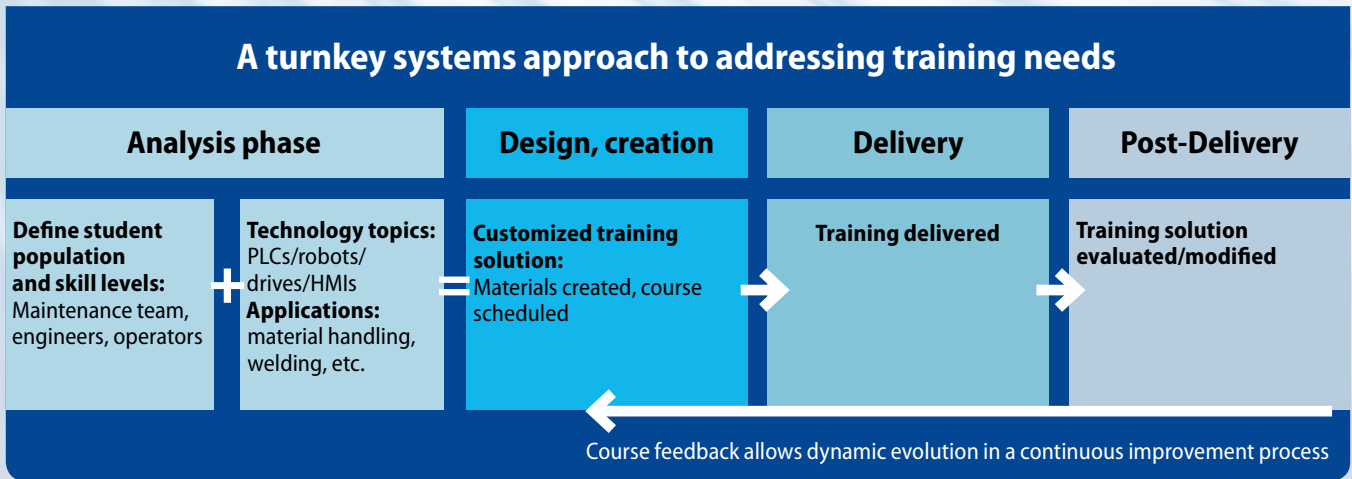 A turnkey systems approach to addressing training needs
Analysis phase
Design, creation
Delivery
Post-Delivery
Define student
population
and skill levels:
Maintenance team,
engineers, operators
+
Technology topics:
PLCs/robots/
drives/HMIs
Applications:
material handling,
welding, etc.
=
Customized training
solution:
Materials created, course
scheduled
Training delivered
Training solution
evaluated/modified
Course feedback allows dynamic evolution in a continuous improvement process